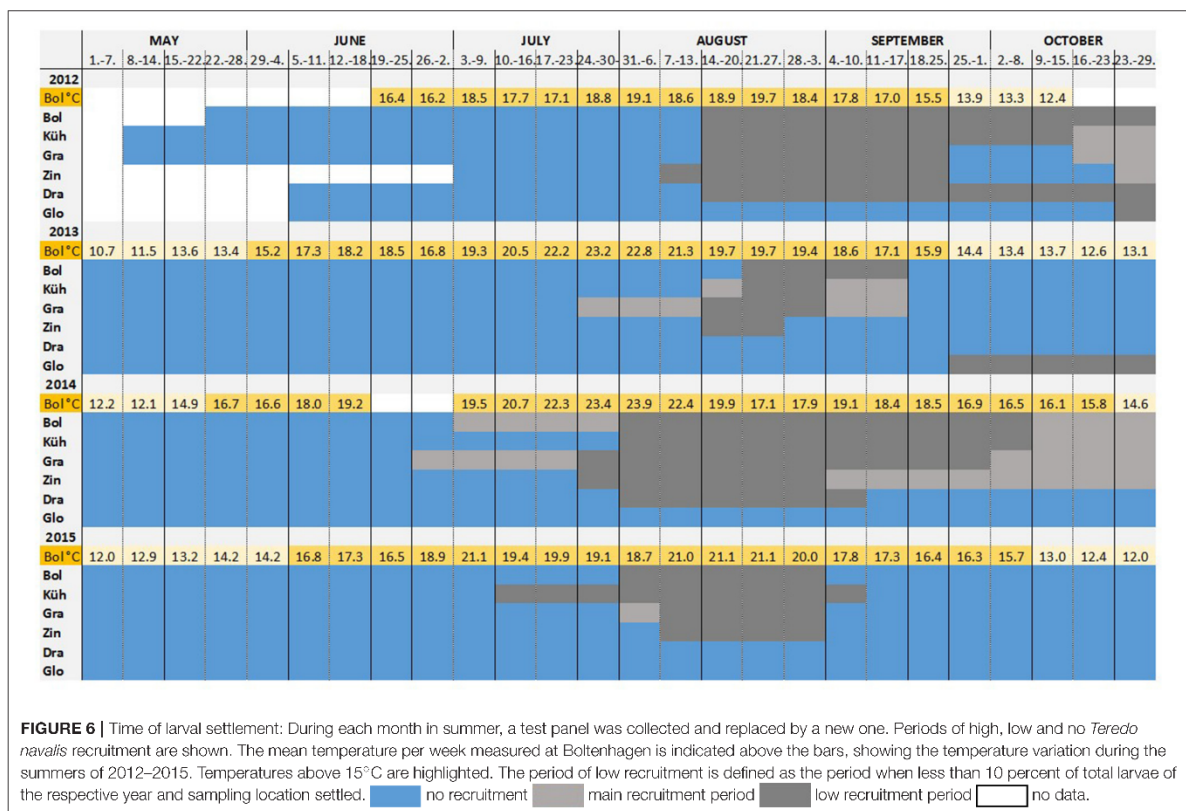 MAY JUNE JULY AUGUST SEPTEMBER OCTOBER
1.-7. 8.-14. 15.-22. 22.-28. 29.-4. 5.-11. 12.-18. 19.-25. 26.-2. 3.-9. 10.-16. 17.-23. 24.-30. 31.-6. 7.-13. 14.-20. 21.27. 28.-3. 4.-10. 11.-17. 18.25. 25.-1. 2.-8. 9.-15. 16.-23. 23.-29.
2012
Bol°C 16.4 16.2 18.5 17.7 17.1 18.8 19.1 18.6 18.9 19.7 18.4 17.8 17.0 15.5 13.9 13.3 12.4
Bol
Küh
Gra
Zin
Dra
Glo
2013
Bol°C 10.7 11.5 13.6 13.4 15.2 17.3 18.2 18.5 16.8 19.3 20.5 22.2 23.2 22.8 21.3 19.7 19.7 19.4 18.6 17.1 15.9 14.4 13.4 13.7 12.6 13.1
Bol
Küh
Gra
Zin
Dra
Glo
2014
Bol°C 12.2 12.1 14.9 16.7 16.6 18.0 19.2 19.5 20.7 22.3 23.4 23.9 22.4 19.9 17.1 17.9 19.1 18.4 18.5 16.9 16.5 16.1 15.8 14.6
Bol
Küh
Gra
Zin
Dra
Glo
2015
Bol°C 12.0 12.9 13.2 14.2 14.2 16.8 17.3 16.5 18.9 21.1 19.4 19.9 19.1 18.7 21.0 21.1 21.1 20.0 17.8 17.3 16.4 16.3 15.7 13.0 12.4 12.0
Bol
Küh
Gra
Zin
Dra
Glo
FIGURE 6 | Time of larval settlement: During each month in summer, a test panel was collected and replaced by a new one. Periods of high, low and no Teredo
navalis recruitment are shown. The mean temperature per week measured at Boltenhagen is indicated above the bars, showing the temperature variation during the
summers of 2012–2015. Temperatures above 15°C are highlighted. The period of low recruitment is defined as the period when less than 10 percent of total larvae of
the respective year and sampling location settled. no recruitment main recruitment period low recruitment period no data.